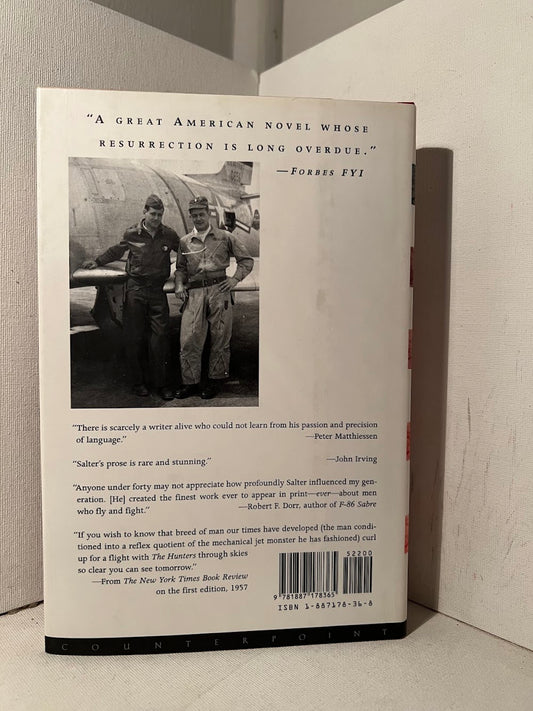 "A GREAT AMERICAN NOVEL WHOSE
RESURRECTION IS LONG OVERDUE."
—FORBES FYI
"There is scarcely a writer alive who could not learn from his passion and precision
of language." —Peter Matthiessen
"Salter's prose is rare and stunning." —John Irving
"Anyone under forty may not appreciate how profoundly Salter influenced my gen-
eration. [He] created the finest work ever to appear in print—ever—about men
who fly and fight." —Robert F. Dorr, author of F-86 Sabre
"If you wish to know that breed of man our times have developed (the man condi-
tioned into a reflex quotient of the mechanical jet monster he has fashioned) curl
up for a flight with The Hunters through skies
so clear you can see tomorrow."
—From The New York Times Book Review
on the first edition, 1957
52200
9 781887 178365
ISBN 1-887178-36-8
COUNTERPOINT